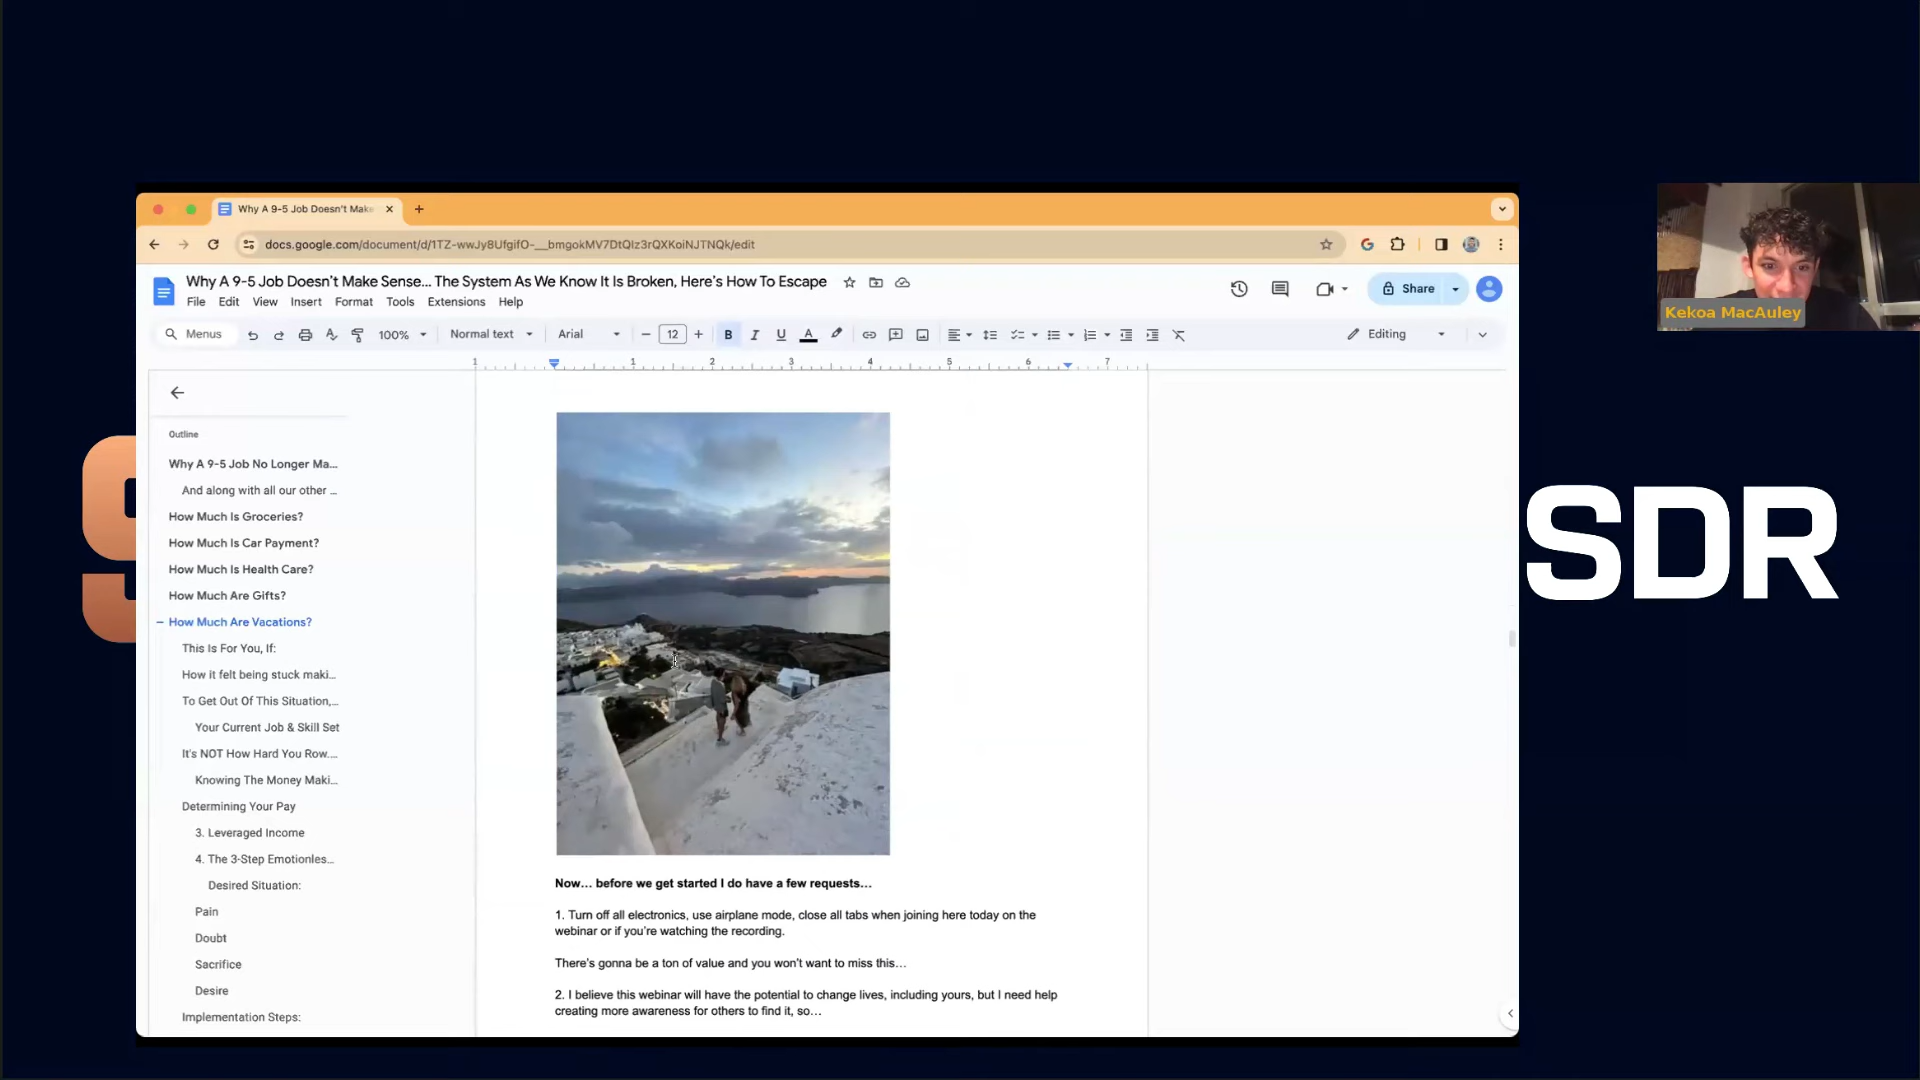 Why A 9-5 Job Doesn't Make
docs.google.com/document/d/1TZ-wwJy8UfgifO-__bmgokMV7DtQIz3rQXKoiNJTNQk/edit
Why A 9-5 Job Doesn't Make Sense... The System As We Know It Is Broken, Here's How To Escape
File Edit View Insert Format Tools Extensions Help
Share
Menus 100% Normal text Arial 12 B I U A Editing
1 1 2 3 4 5 6 7
Outline
Why A 9-5 Job No Longer Ma...
And along with all our other ...
How Much Is Groceries?
How Much Is Car Payment?
How Much Is Health Care?
How Much Are Gifts?
How Much Are Vacations?
This Is For You, If:
How it felt being stuck maki...
To Get Out Of This Situation,...
Your Current Job & Skill Set
It's NOT How Hard You Row....
Knowing The Money Maki...
Determining Your Pay
3. Leveraged Income
4. The 3-Step Emotionles...
Desired Situation:
Pain
Doubt
Sacrifice
Desire
Implementation Steps:
Now… before we get started I do have a few requests…
1. Turn off all electronics, use airplane mode, close all tabs when joining here today on the
webinar or if you're watching the recording.
There's gonna be a ton of value and you won't want to miss this…
2. I believe this webinar will have the potential to change lives, including yours, but I need help
creating more awareness for others to find it, so…
Kekoa MacAuley
SDR